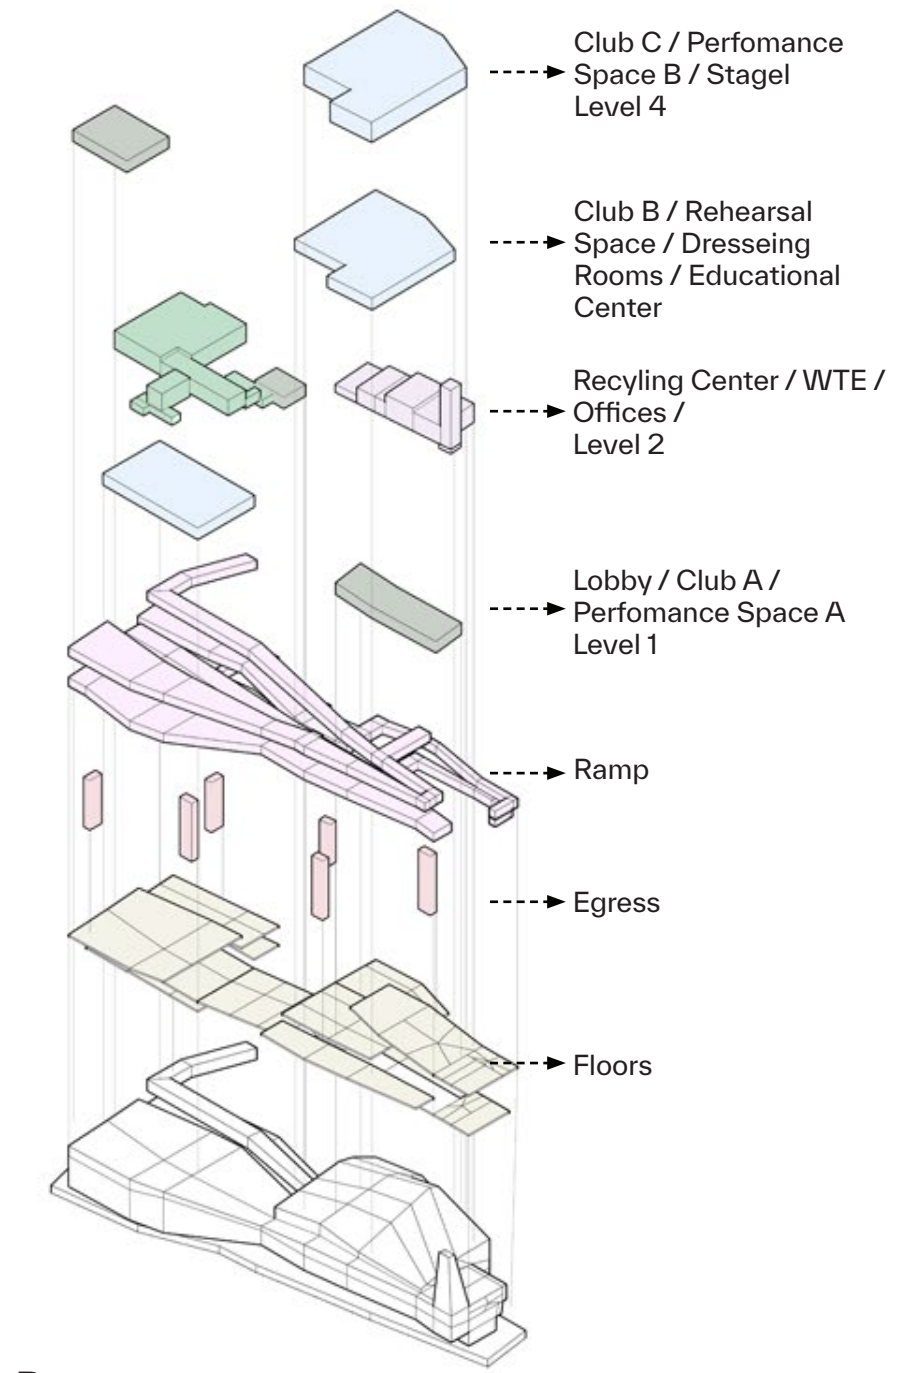 Club C / Perfomance
Space B / Stagel
Level 4
Club B / Rehearsal
Space / Dresseing
Rooms / Educational
Center
Recyling Center / WTE /
Offices /
Level 2
Lobby / Club A /
Perfomance Space A
Level 1
Ramp
Egress
Floors